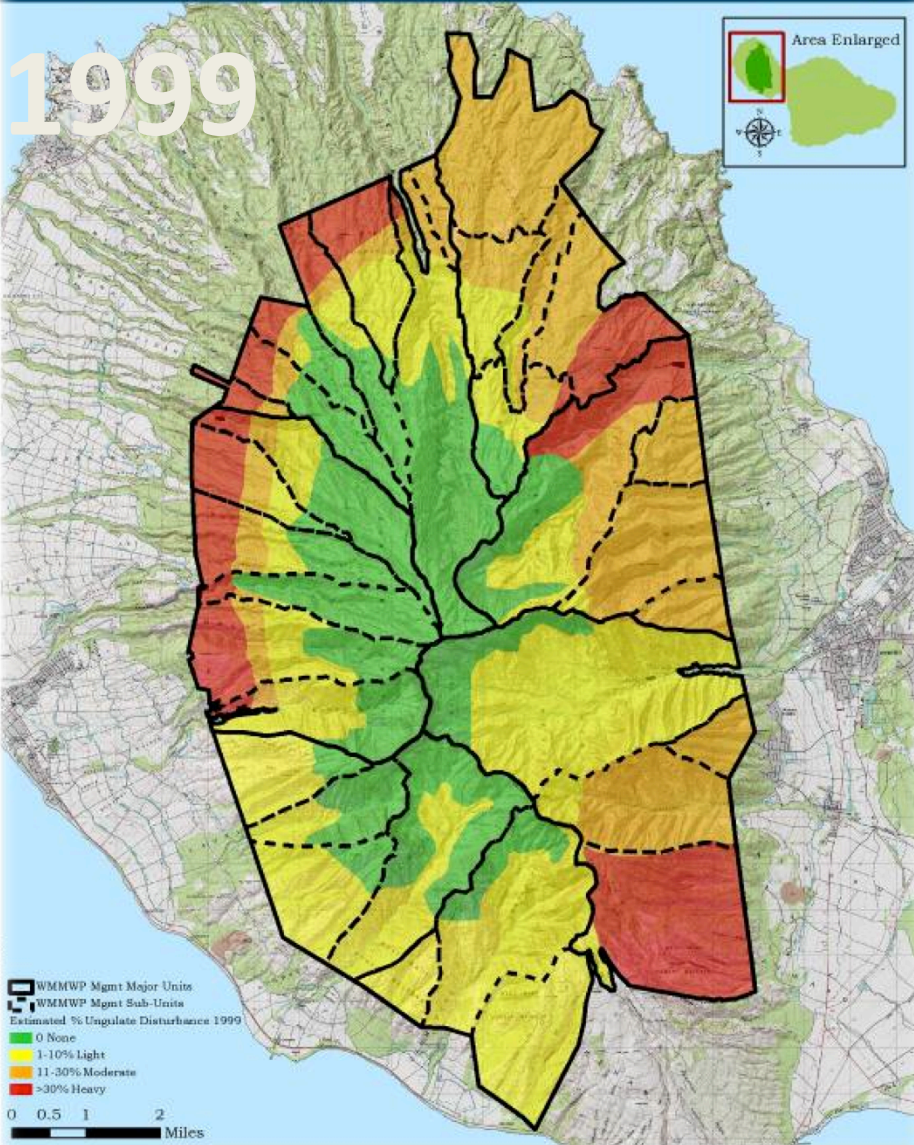 1999
Area Enlarged
N
W E
S
WMMWP Mgmt Major Units
WMMWP Mgmt Sub-Units
Estimated % Ungulate Disturbance 1999
0 None
1-10% Light
11-30% Moderate
>30% Heavy
0 0.5 1 2
Miles